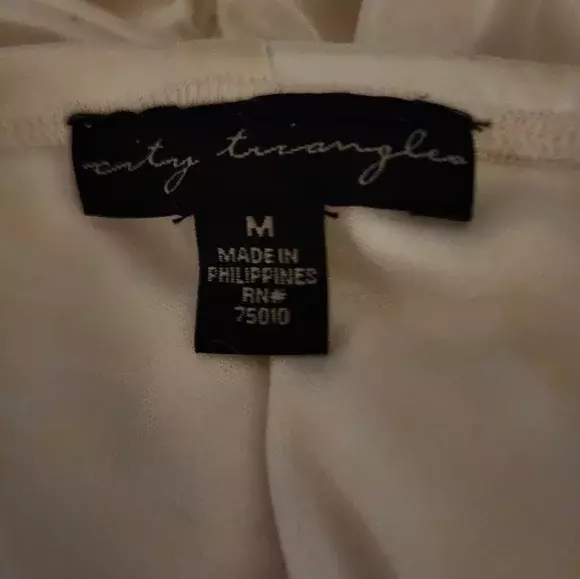 city triangles
M
MADE IN
PHILIPPINES
RN#
75010